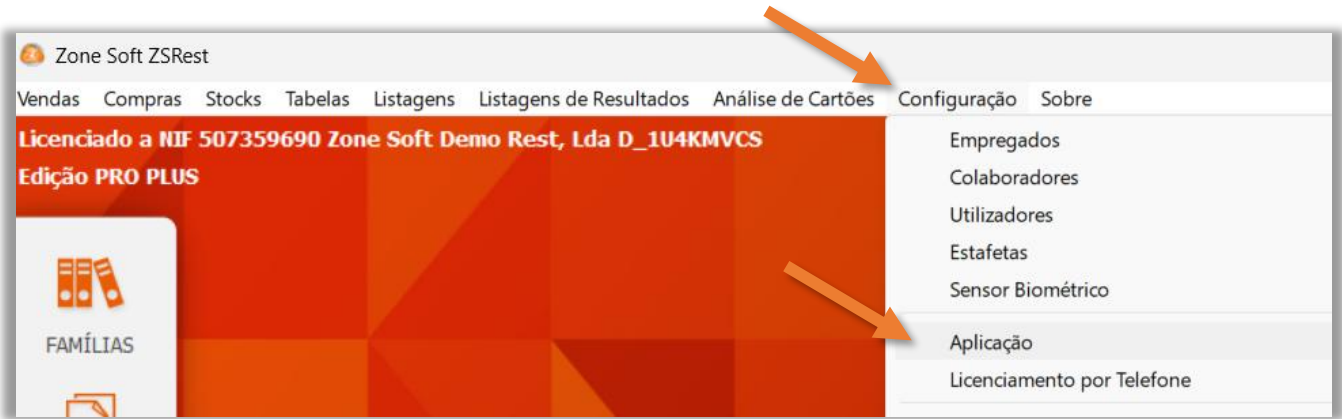 Zone Soft ZSRest
Vendas Compras Stocks Tabelas Listagens Listagens de Resultados Análise de Cartões Configuração Sobre
Licenciado a NIF 507359690 Zone Soft Demo Rest, Lda D_1U4KMVCS
Edição PRO PLUS
Empregados
Colaboradores
Utilizadores
Estafetas
Sensor Biométrico
Aplicação
Licenciamento por Telefone
FAMÍLIAS